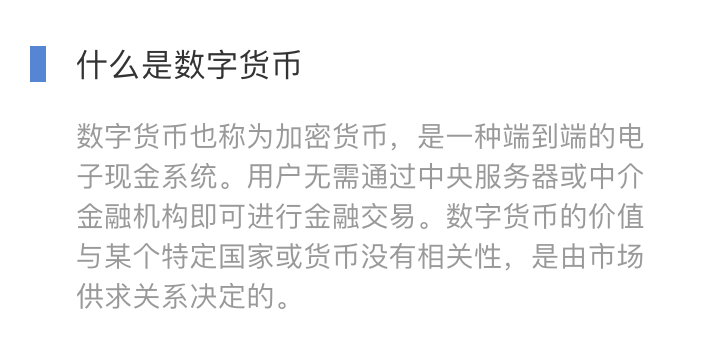 什么是数字货币
数字货币也称为加密货币，是一种端到端的电
子现金系统。用户无需通过中央服务器或中介
金融机构即可进行金融交易。数字货币的价值
与某个特定国家或货币没有相关性，是由市场
供求关系决定的。